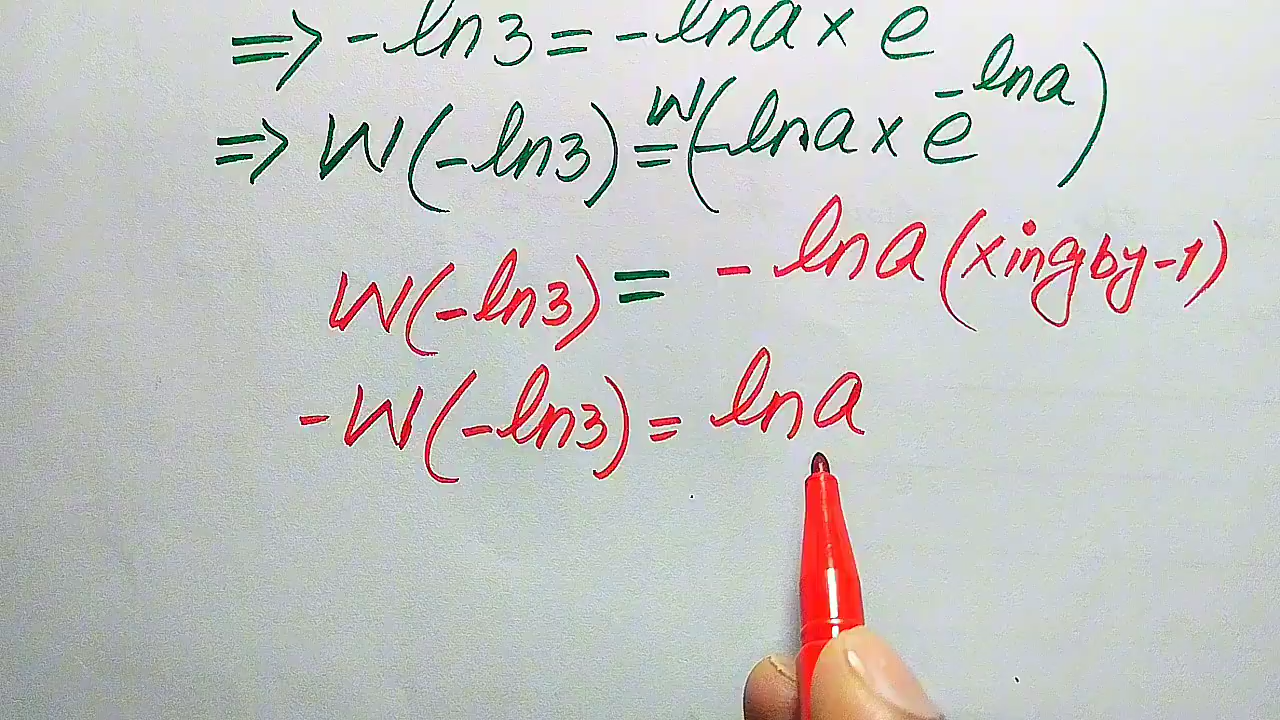 => -ln3 = -lna × e
=> W(-ln3) = W(-lna × e^-lna)
W(-ln3) = -lna (xing by -1)
-W(-ln3) = lna